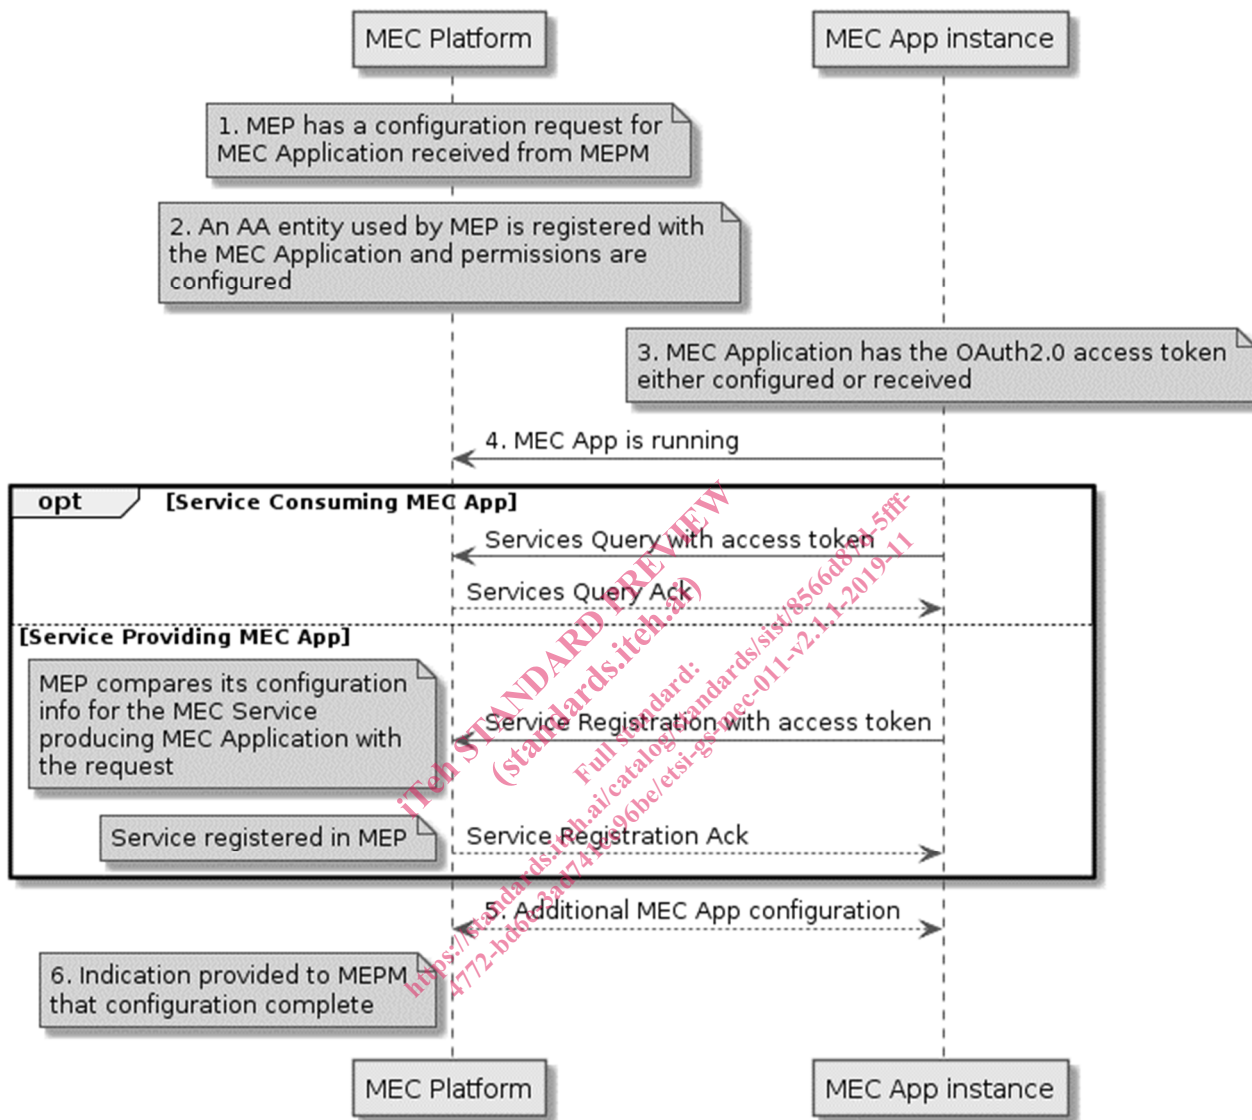 MEC Platform
MEC App instance
1. MEP has a configuration request for
MEC Application received from MEPM
2. An AA entity used by MEP is registered with
the MEC Application and permissions are
configured
3. MEC Application has the OAuth2.0 access token
either configured or received
4. MEC App is running
opt
[Service Consuming MEC App]
Services Query with access token
Services Query Ack
[Service Providing MEC App]
MEP compares its configuration
info for the MEC Service
producing MEC Application with
the request
Service Registration with access token
Service registered in MEP
Service Registration Ack
5. Additional MEC App configuration
6. Indication provided to MEPM
that configuration complete
MEC Platform
MEC App instance
iTeh STANDARD PREVIEW
(standards.iteh.ai)
Full standard: